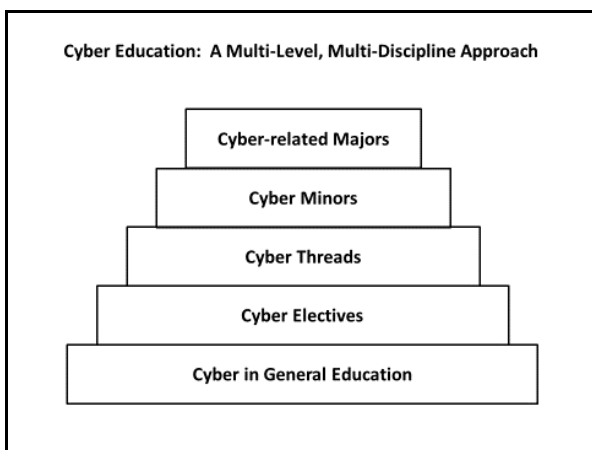 Cyber Education:  A Multi-Level, Multi-Discipline Approach
Cyber-related Majors
Cyber Minors
Cyber Threads
Cyber Electives
Cyber in General Education